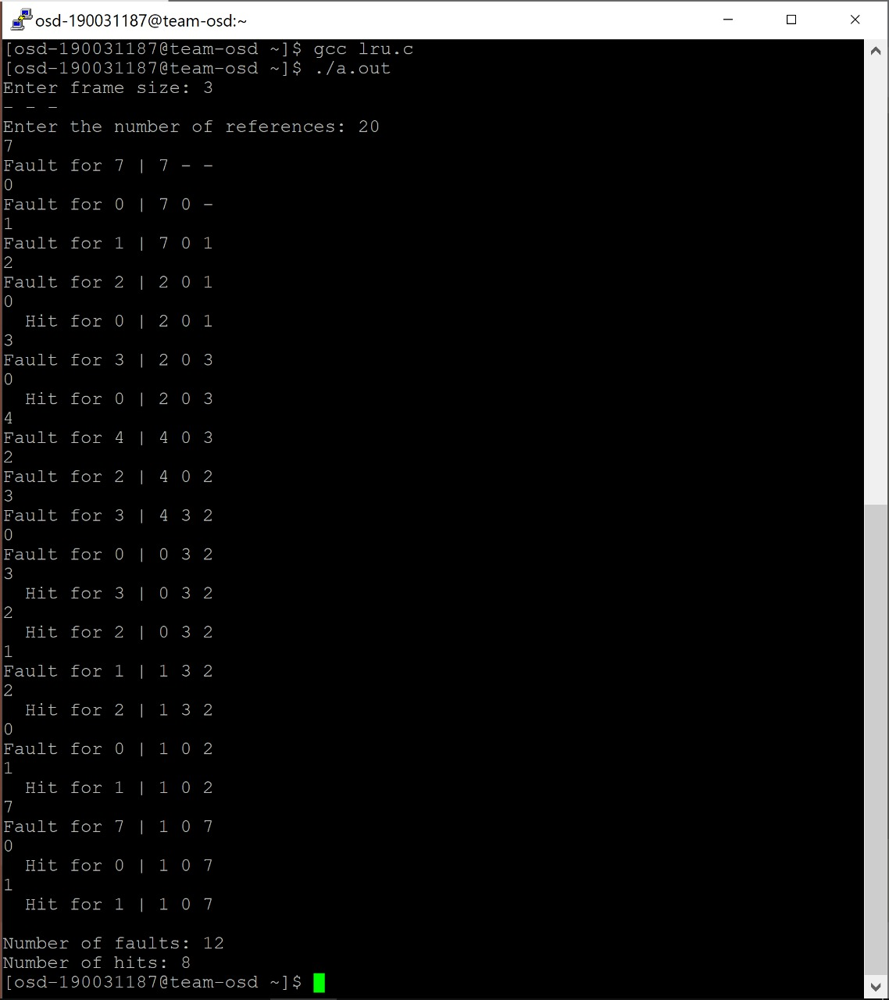 osd-190031187@team-osd:~
[osd-190031187@team-osd ~]$ gcc lru.c
[osd-190031187@team-osd ~]$ ./a.out
Enter frame size: 3
- - -
Enter the number of references: 20
7
Fault for 7 | 7 - -
0
Fault for 0 | 7 0 -
1
Fault for 1 | 7 0 1
2
Fault for 2 | 2 0 1
0
  Hit for 0 | 2 0 1
3
Fault for 3 | 2 0 3
0
  Hit for 0 | 2 0 3
4
Fault for 4 | 4 0 3
2
Fault for 2 | 4 0 2
3
Fault for 3 | 4 3 2
0
Fault for 0 | 0 3 2
3
  Hit for 3 | 0 3 2
2
  Hit for 2 | 0 3 2
1
Fault for 1 | 1 3 2
2
  Hit for 2 | 1 3 2
0
Fault for 0 | 1 0 2
1
  Hit for 1 | 1 0 2
7
Fault for 7 | 1 0 7
0
  Hit for 0 | 1 0 7
1
  Hit for 1 | 1 0 7
Number of faults: 12
Number of hits: 8
[osd-190031187@team-osd ~]$